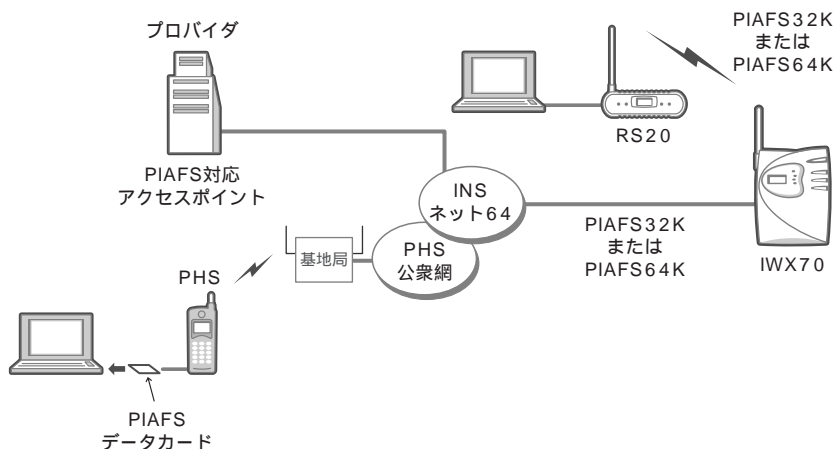 プロバイダ
PIAFS対応
アクセスポイント
PIAFS32K
または
PIAFS64K
RS20
INS
ネット64
PIAFS32K
または
PIAFS64K
IWX70
PHS
公衆網
基地局
PHS
PIAFS
データカード